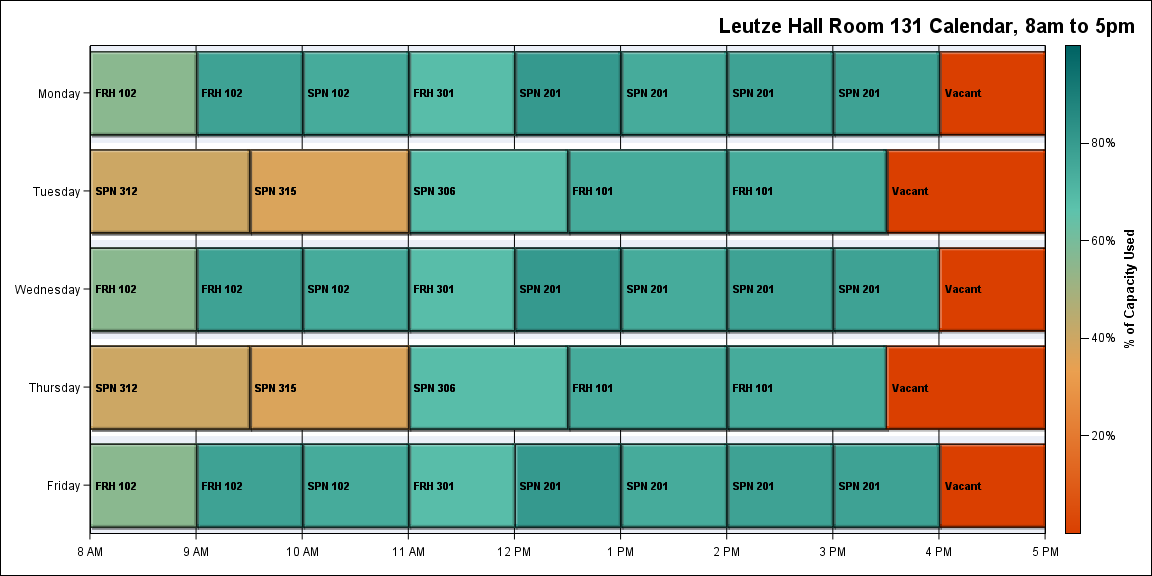 Leutze Hall Room 131 Calendar, 8am to 5pm
Monday
FRH 102
FRH 102
SPN 102
FRH 301
SPN 201
SPN 201
SPN 201
SPN 201
Vacant
Tuesday
SPN 312
SPN 315
SPN 306
FRH 101
FRH 101
Vacant
Wednesday
FRH 102
FRH 102
SPN 102
FRH 301
SPN 201
SPN 201
SPN 201
SPN 201
Vacant
Thursday
SPN 312
SPN 315
SPN 306
FRH 101
FRH 101
Vacant
Friday
FRH 102
FRH 102
SPN 102
FRH 301
SPN 201
SPN 201
SPN 201
SPN 201
Vacant
8 AM
9 AM
10 AM
11 AM
12 PM
1 PM
2 PM
3 PM
4 PM
5 PM
80%
60%
40%
20%
% of Capacity Used